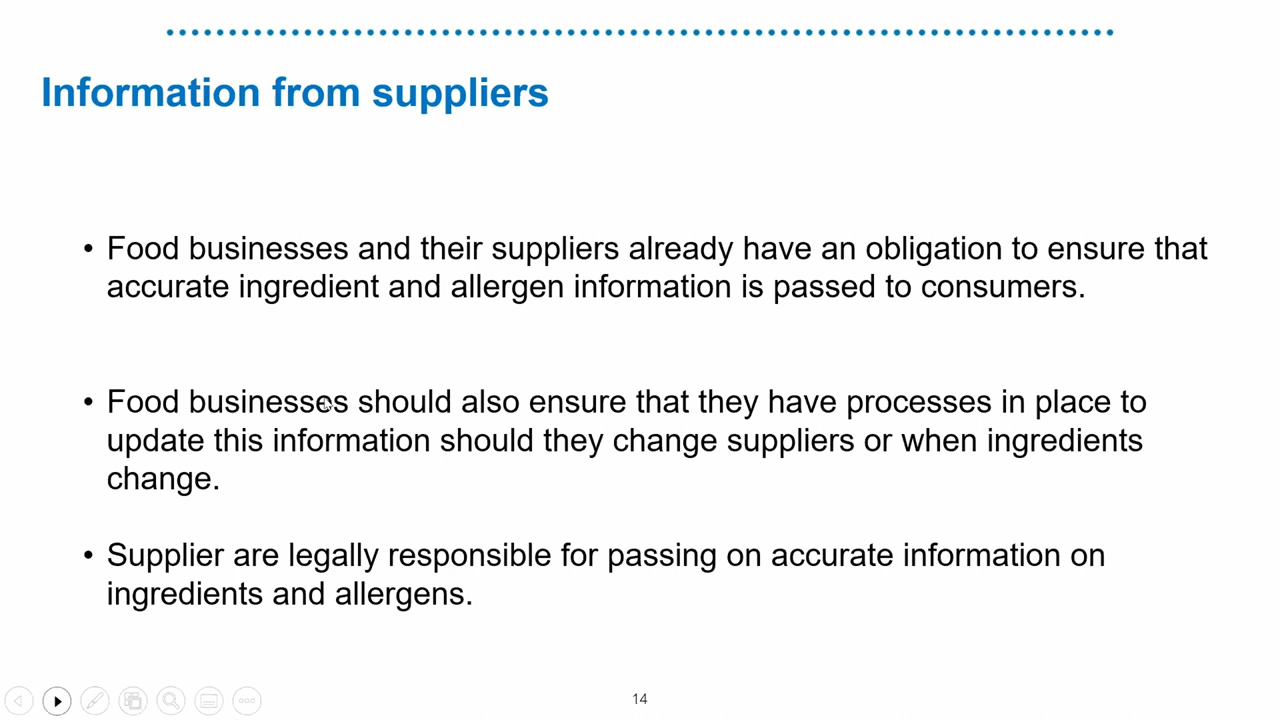 Information from suppliers
• Food businesses and their suppliers already have an obligation to ensure that
accurate ingredient and allergen information is passed to consumers.
• Food businesses should also ensure that they have processes in place to
update this information should they change suppliers or when ingredients
change.
• Supplier are legally responsible for passing on accurate information on
ingredients and allergens.
14